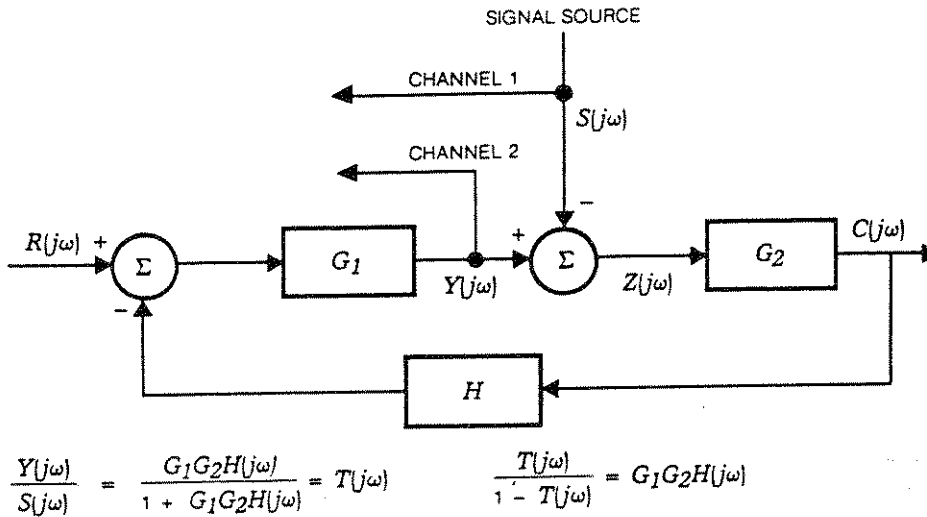 SIGNAL SOURCE
CHANNEL 1
S(jω)
CHANNEL 2
−
R(jω)
+
Σ
G₁
Y(jω)
+
Σ
Z(jω)
G₂
C(jω)
−
H
Y(jω)/S(jω) = G₁G₂H(jω)/1 + G₁G₂H(jω) = T(jω)
T(jω)/1 − T(jω) = G₁G₂H(jω)